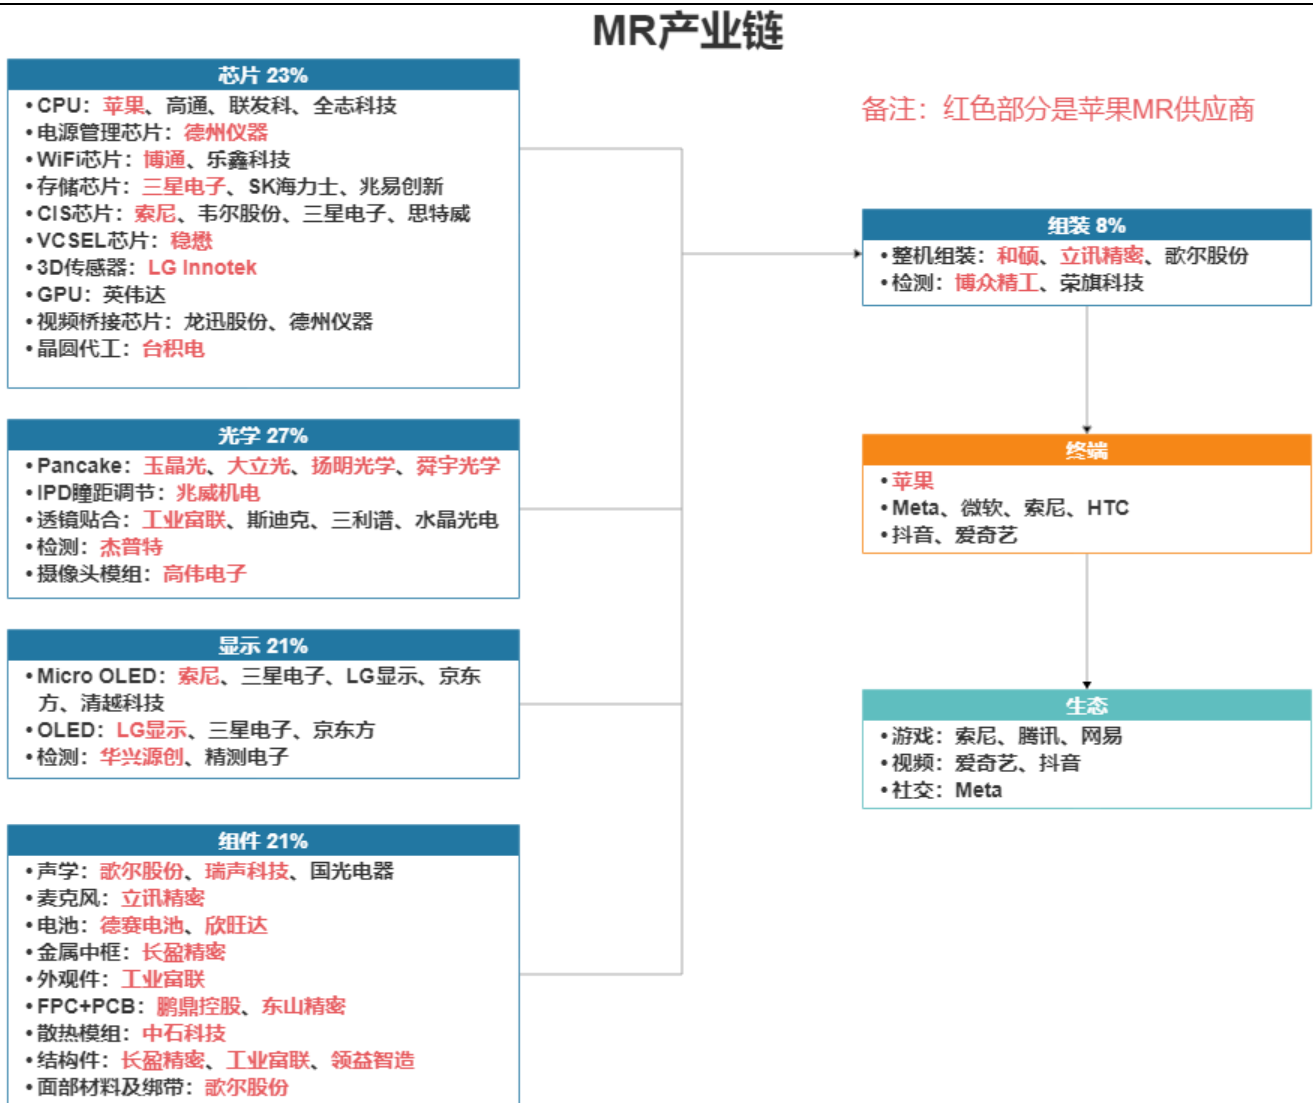 MR产业链
芯片 23%
•CPU：苹果、高通、联发科、全志科技
•电源管理芯片：德州仪器
•WiFi芯片：博通、乐鑫科技
•存储芯片：三星电子、SK海力士、兆易创新
•CIS芯片：索尼、韦尔股份、三星电子、思特威
•VCSEL芯片：稳懋
•3D传感器：LG Innotek
•GPU：英伟达
•视频桥接芯片：龙迅股份、德州仪器
•晶圆代工：台积电
光学 27%
•Pancake：玉晶光、大立光、扬明光学、舜宇光学
•IPD瞳距调节：兆威机电
•透镜贴合：工业富联、斯迪克、三利谱、水晶光电
•检测：杰普特
•摄像头模组：高伟电子
显示 21%
•Micro OLED：索尼、三星电子、LG显示、京东
方、清越科技
•OLED：LG显示、三星电子、京东方
•检测：华兴源创、精测电子
组件 21%
•声学：歌尔股份、瑞声科技、国光电器
•麦克风：立讯精密
•电池：德赛电池、欣旺达
•金属中框：长盈精密
•外观件：工业富联
•FPC+PCB：鹏鼎控股、东山精密
•散热模组：中石科技
•结构件：长盈精密、工业富联、领益智造
•面部材料及绑带：歌尔股份
备注：红色部分是苹果MR供应商
组装 8%
•整机组装：和硕、立讯精密、歌尔股份
•检测：博众精工、荣旗科技
终端
•苹果
•Meta、微软、索尼、HTC
•抖音、爱奇艺
生态
•游戏：索尼、腾讯、网易
•视频：爱奇艺、抖音
•社交：Meta